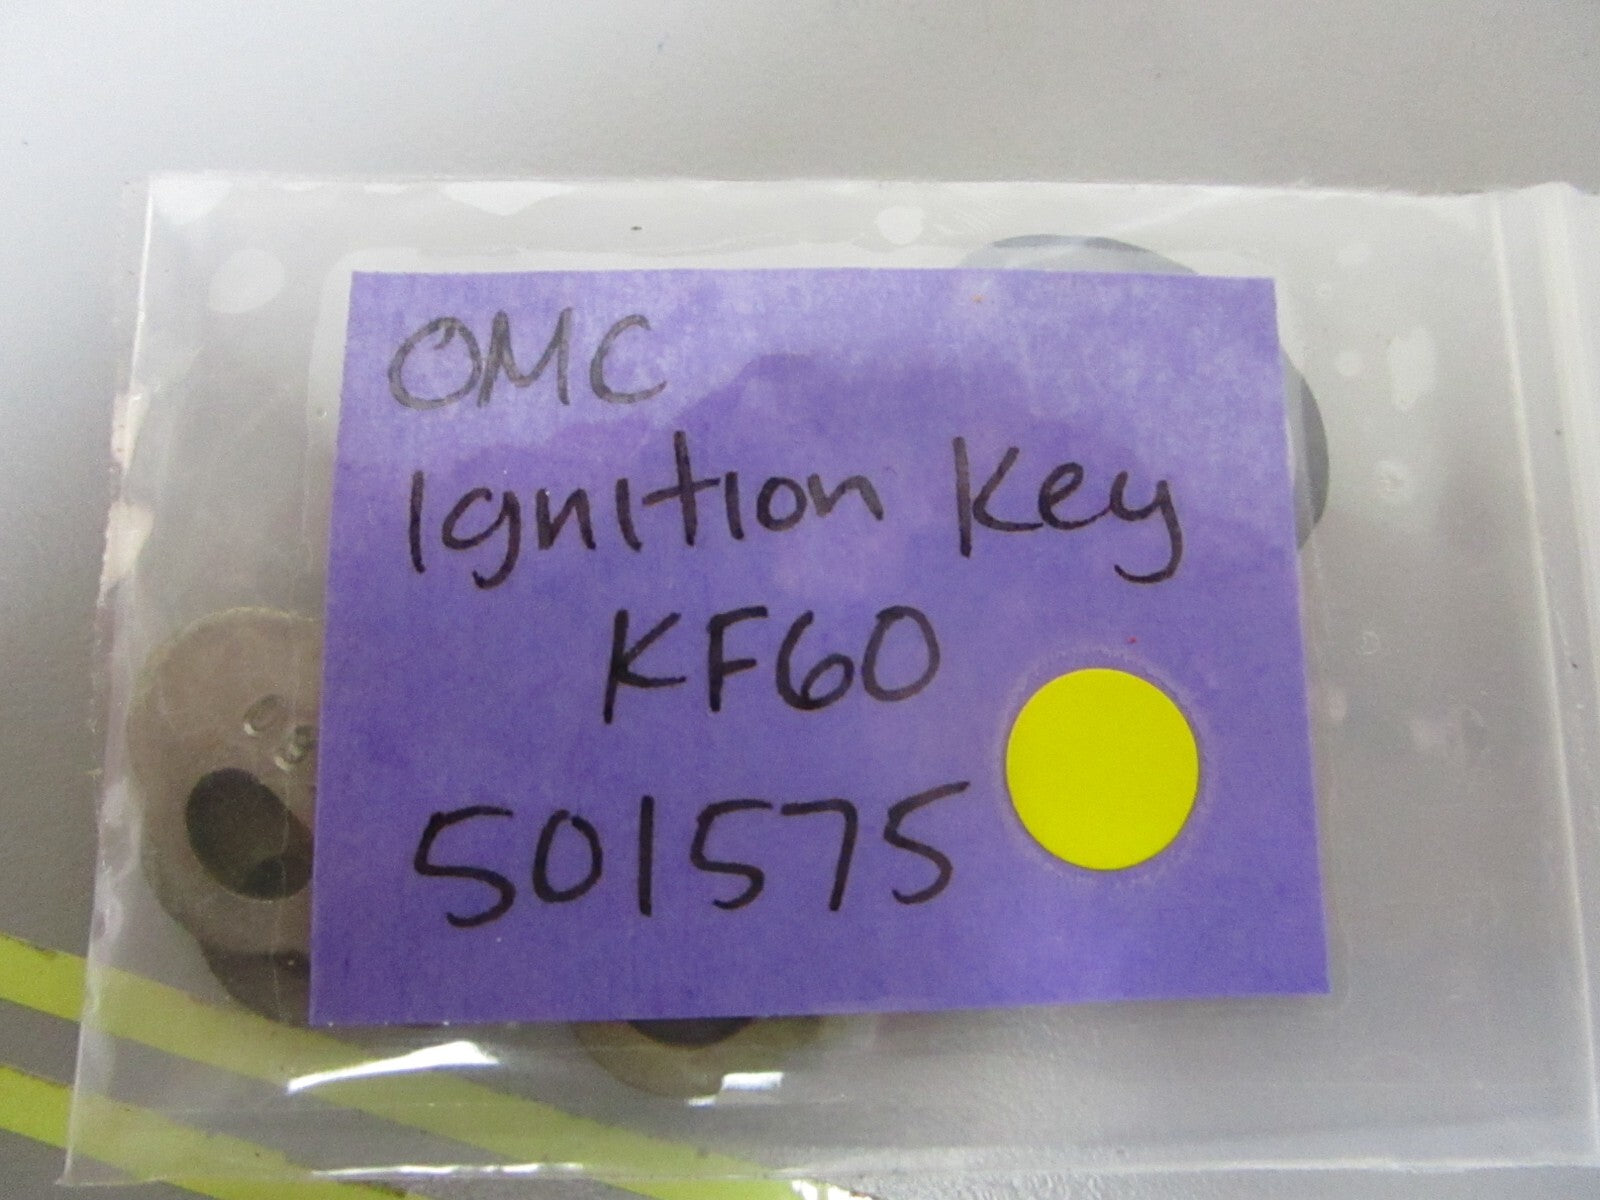 OMC
Ignition Key
KF60
501575